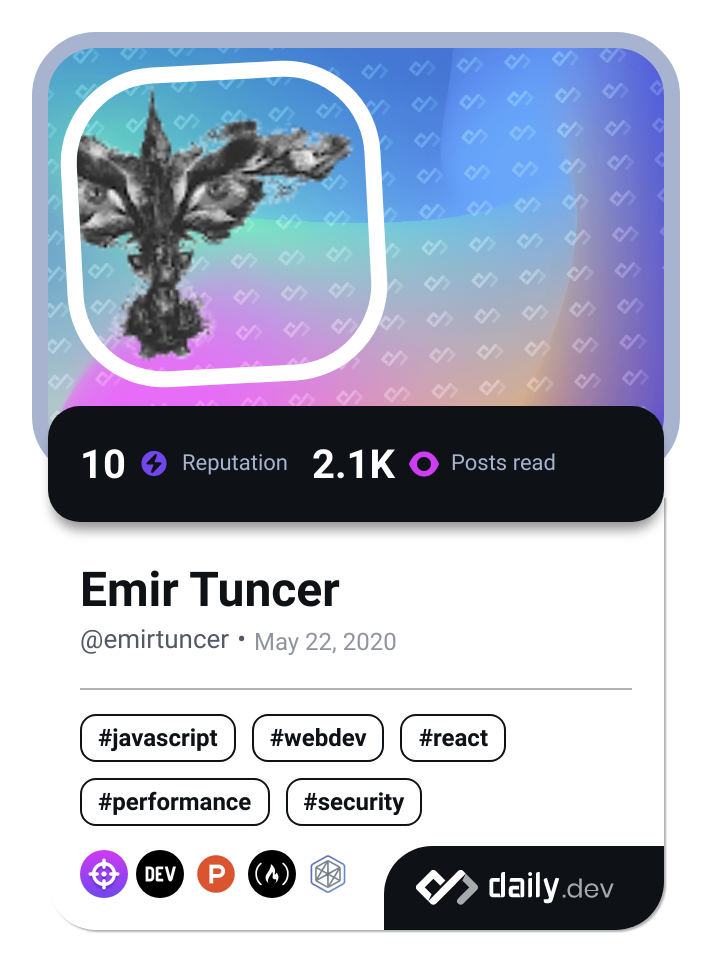 10 Reputation 2.1K Posts read
Emir Tuncer
@emirtuncer • May 22, 2020
#javascript #webdev #react
#performance #security
DEV P
daily.dev